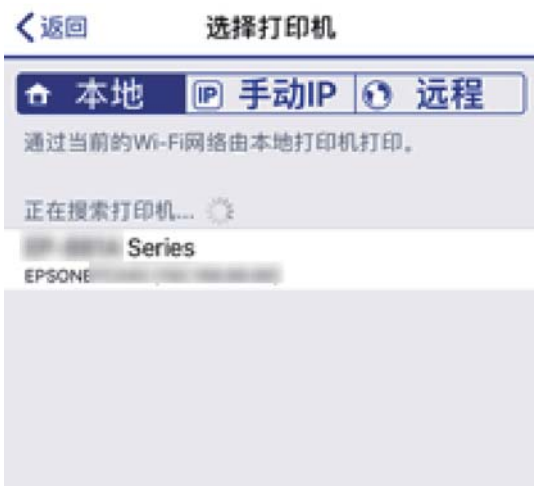 返回
选择打印机
本地
IP 手动IP
远程
通过当前的Wi-Fi网络由本地打印机打印。
正在搜索打印机...
Series
EPSONE